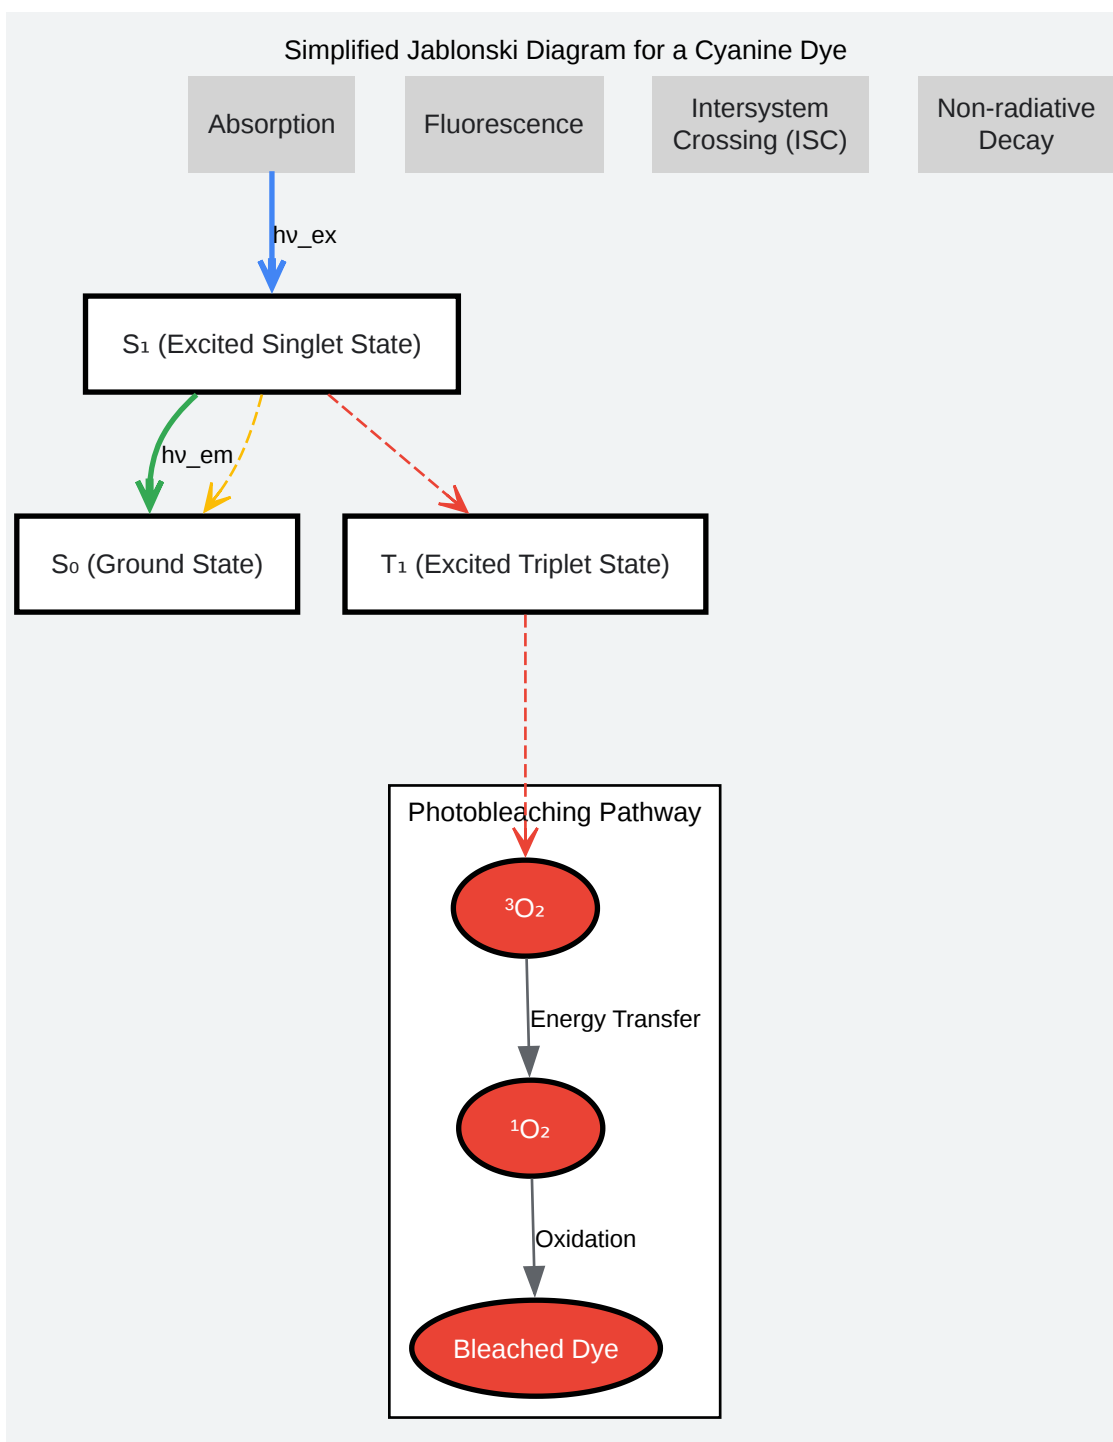 Simplified Jablonski Diagram for a Cyanine Dye
Absorption
Fluorescence
Intersystem
Crossing (ISC)
Non-radiative
Decay
hν_ex
S₁ (Excited Singlet State)
hν_em
S₀ (Ground State)
T₁ (Excited Triplet State)
Photobleaching Pathway
³O₂
Energy Transfer
¹O₂
Oxidation
Bleached Dye